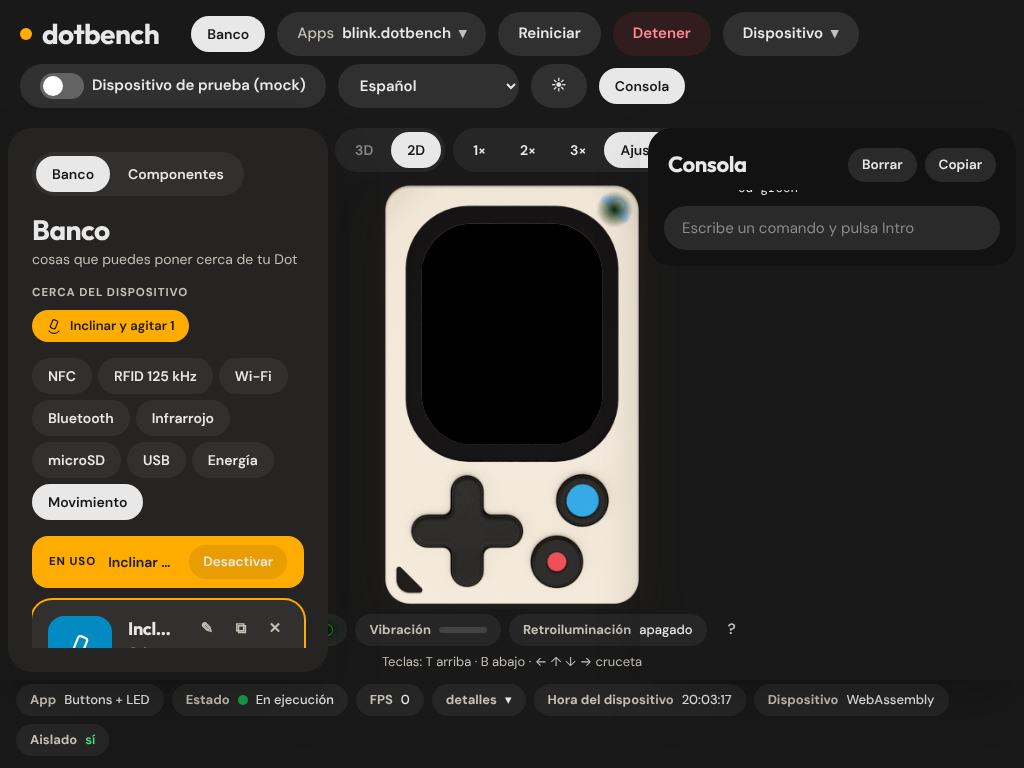 dotbench
Banco
Apps blink.dotbench ▾
Reiniciar
Detener
Dispositivo ▾
Dispositivo de prueba (mock)
Español
Consola
Banco
Componentes
3D
2D
1×
2×
3×
Consola
Borrar
Copiar
Escribe un comando y pulsa Intro
Banco
cosas que puedes poner cerca de tu Dot
CERCA DEL DISPOSITIVO
Inclinar y agitar 1
NFC
RFID 125 kHz
Wi-Fi
Bluetooth
Infrarrojo
microSD
USB
Energía
Movimiento
EN USO Inclinar ...
Desactivar
Incl...
Vibración
Retroiluminación apagado
?
Teclas: T arriba · B abajo · ← ↑ ↓ → cruceta
App Buttons + LED
Estado En ejecución
FPS 0
detalles ▾
Hora del dispositivo 20:03:17
Dispositivo WebAssembly
Aislado sí